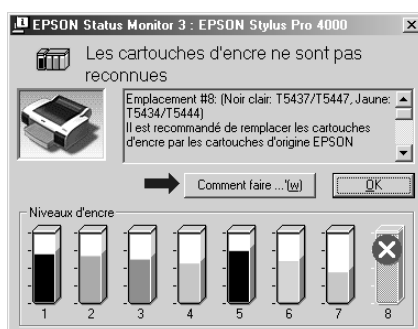 EPSON Status Monitor 3 : EPSON Stylus Pro 4000
Les cartouches d'encre ne sont pas
reconnues
Emplacement #8: (Noir clair: T5437/T5447, Jaune:
T5434/T5444)
Il est recommandé de remplacer les cartouches
d'encre par les cartouches d'origine EPSON
Comment faire ...'(w)
OK
Niveaux d'encre
1 2 3 4 5 6 7 8